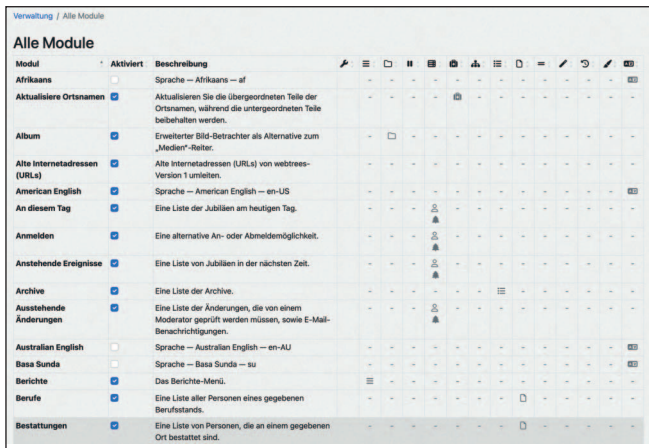 Verwaltung / Alle Module
Alle Module
Modul Aktiviert Beschreibung
Afrikaans Sprache — Afrikaans — af - - - - - - - - - - - -
Aktualisiere Ortsnamen Aktualisieren Sie die übergeordneten Teile der - - - - - - - - - - - -
Ortsnamen, während die untergeordneten Teile
beibehalten werden.
Album Erweiterter Bild-Betrachter als Alternative zum - - - - - - - - - - - -
„Medien“-Reiter.
Alte Internetadressen Alte Internetadressen (URLs) von webtrees- - - - - - - - - - - - - -
(URLs) Version 1 umleiten.
American English Sprache — American English — en-US - - - - - - - - - - - -
An diesem Tag Eine Liste der Jubiläen am heutigen Tag. - - - - - - - - - - - -
Anmelden Eine alternative An- oder Abmeldemöglichkeit. - - - - - - - - - - - -
Anstehende Ereignisse Eine Liste von Jubiläen in der nächsten Zeit. - - - - - - - - - - - -
Archive Eine Liste der Archive. - - - - - - - - - - - -
Ausstehende Eine Liste der Änderungen, die von einem - - - - - - - - - - - -
Änderungen Moderator geprüft werden müssen, sowie E-Mail-
Benachrichtigungen.
Australian English Sprache — Australian English — en-AU - - - - - - - - - - - -
Basa Sunda Sprache — Basa Sunda — su - - - - - - - - - - - -
Berichte Das Berichte-Menü. - - - - - - - - - - - -
Berufe Eine Liste aller Personen eines gegebenen - - - - - - - - - - - -
Berufsstands.
Bestattungen Eine Liste von Personen, die an einem gegebenen - - - - - - - - - - - -
Ort bestattet sind.